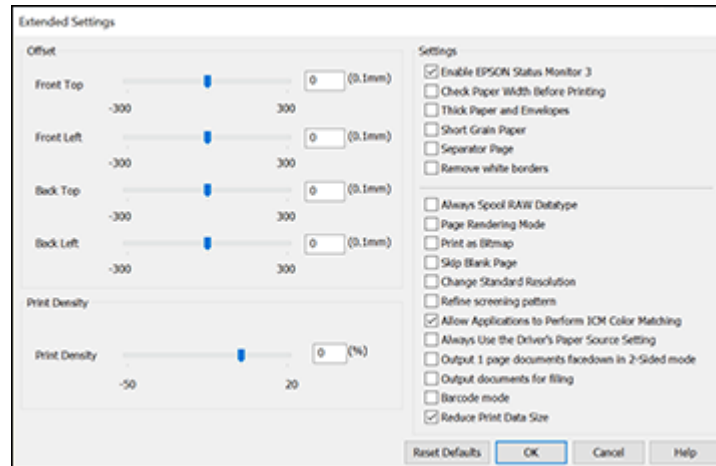 Extended Settings
Offset
Front Top
0 (0.1mm)
-300 300
Front Left
0 (0.1mm)
-300 300
Back Top
0 (0.1mm)
-300 300
Back Left
0 (0.1mm)
-300 300
Print Density
Print Density
0 (%)
-50 20
Settings
Enable EPSON Status Monitor 3
Check Paper Width Before Printing
Thick Paper and Envelopes
Short Grain Paper
Separator Page
Remove white borders
Always Spool RAW Datatype
Page Rendering Mode
Print as Bitmap
Skip Blank Page
Change Standard Resolution
Refine screening pattern
Allow Applications to Perform ICM Color Matching
Always Use the Driver's Paper Source Setting
Output 1 page documents facedown in 2-Sided mode
Output documents for filing
Barcode mode
Reduce Print Data Size
Reset Defaults OK Cancel Help